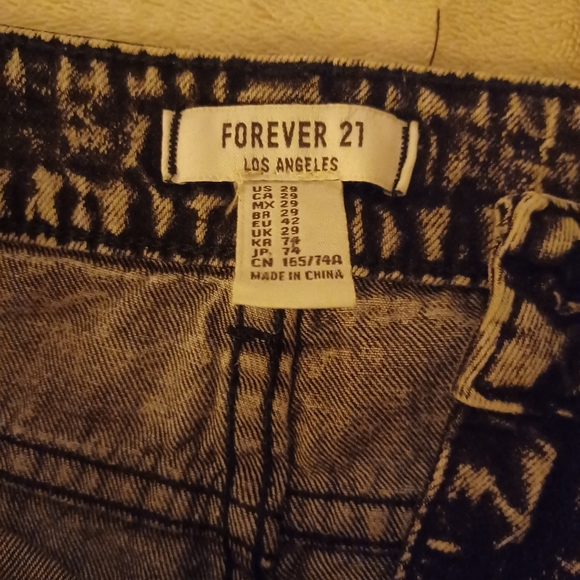 FOREVER 21
LOS ANGELES
US 29
CA 29
MX 29
BR 29
EU 42
UK 29
KR 74
JP. 74
CN 165/74A
MADE IN CHINA